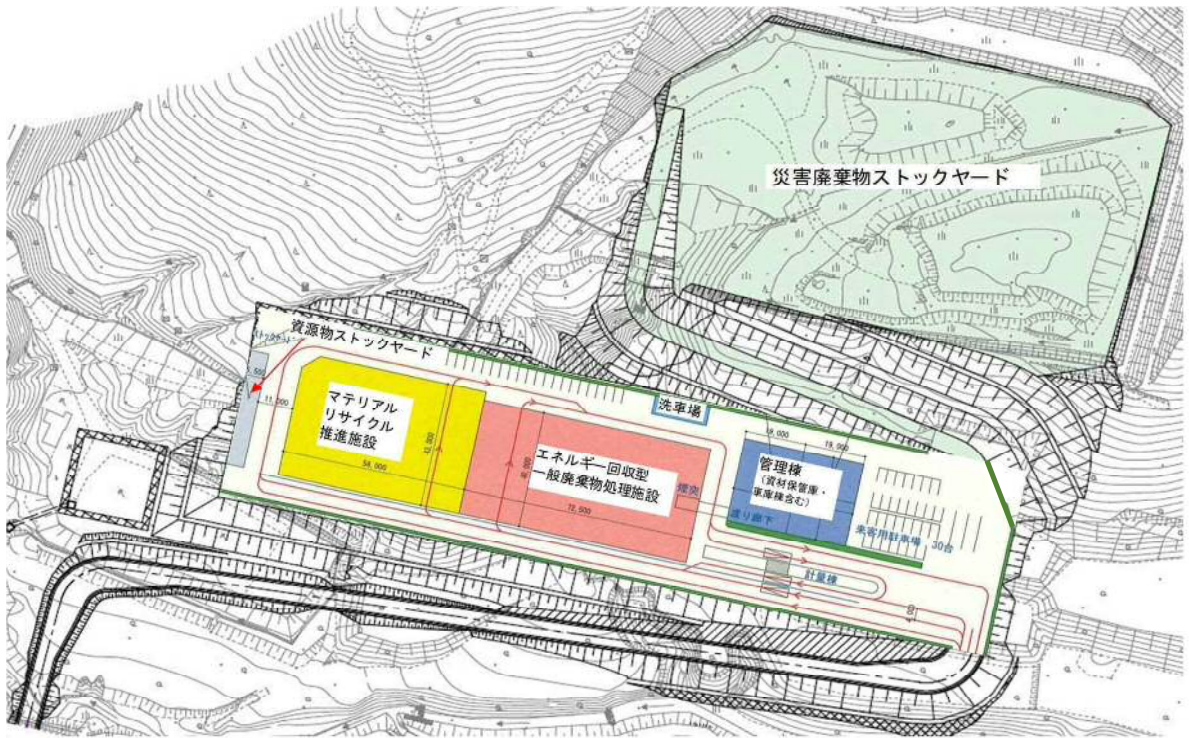 災害廃棄物ストックヤード
資源物ストックヤード
11,000
マテリアル
リサイクル
推進施設
58,000
洗車場
エネルギー回収型
一般廃棄物処理施設
72,500
煙突
19,000
19,000
管理棟
(資材保管庫・
車庫棟含む)
渡り廊下
来客用駐車場 30台
計量棟